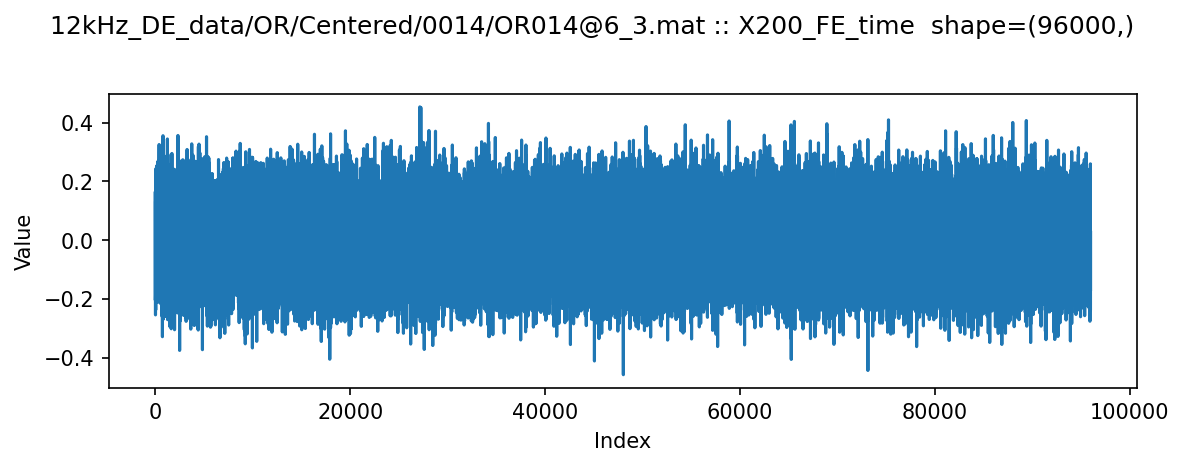 12kHz_DE_data/OR/Centered/0014/OR014@6_3.mat :: X200_FE_time  shape=(96000,)
0.4
0.2
0.0
−0.2
−0.4
Value
0 20000 40000 60000 80000 100000
Index